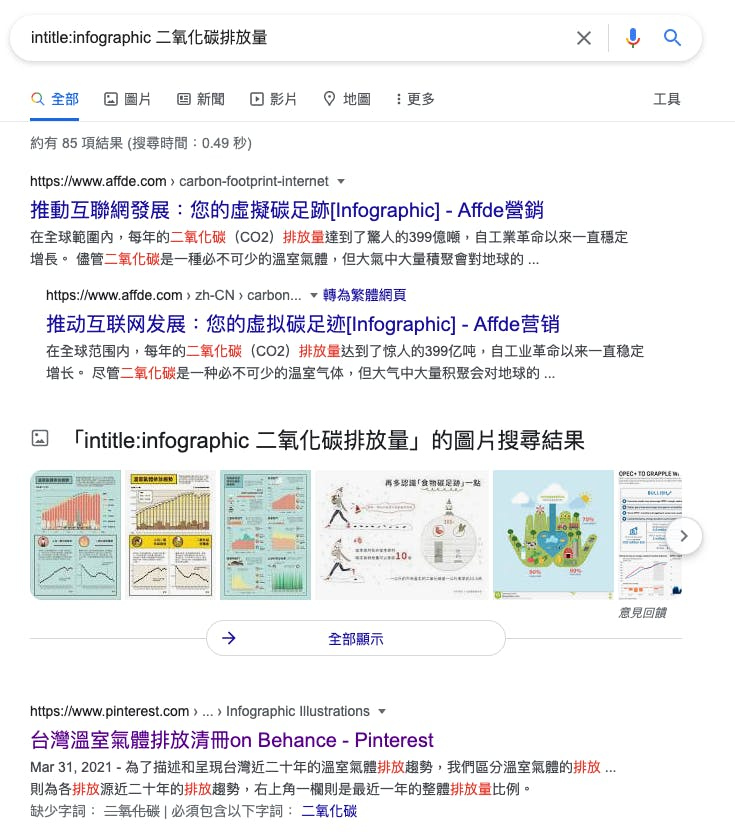 intitle:infographic 二氧化碳排放量
全部 圖片 新聞 影片 地圖 更多 工具
約有 85 項結果 (搜尋時間：0.49 秒)
https://www.affde.com › carbon-footprint-internet
推動互聯網發展：您的虛擬碳足跡[Infographic] - Affde營銷
在全球範圍內，每年的二氧化碳（CO2）排放量達到了驚人的399億噸，自工業革命以來一直穩定
增長。 儘管二氧化碳是一種必不可少的溫室氣體，但大氣中大量積聚會對地球的 ...
https://www.affde.com › zh-CN › carbon... 轉為繁體網頁
推动互联网发展：您的虚拟碳足迹[Infographic] - Affde营销
在全球范围内，每年的二氧化碳（CO2）排放量达到了惊人的399亿吨，自工业革命以来一直稳定
增长。 尽管二氧化碳是一种必不可少的温室气体，但大气中大量积聚会对地球的 ...
「intitle:infographic 二氧化碳排放量」的圖片搜尋結果
再多認識「食物碳足跡」一點
OPEC+ TO GRAPPLE W
BULLISH
70%
50%
意見回饋
全部顯示
https://www.pinterest.com › ... › Infographic Illustrations
台灣溫室氣體排放清冊on Behance - Pinterest
Mar 31, 2021 - 為了描述和呈現台灣近二十年的溫室氣體排放趨勢，我們區分溫室氣體的排放 ...
則為各排放源近二十年的排放趨勢，右上角一欄則是最近一年的整體排放量比例。
缺少字詞： 二氧化碳 | 必須包含以下字詞： 二氧化碳